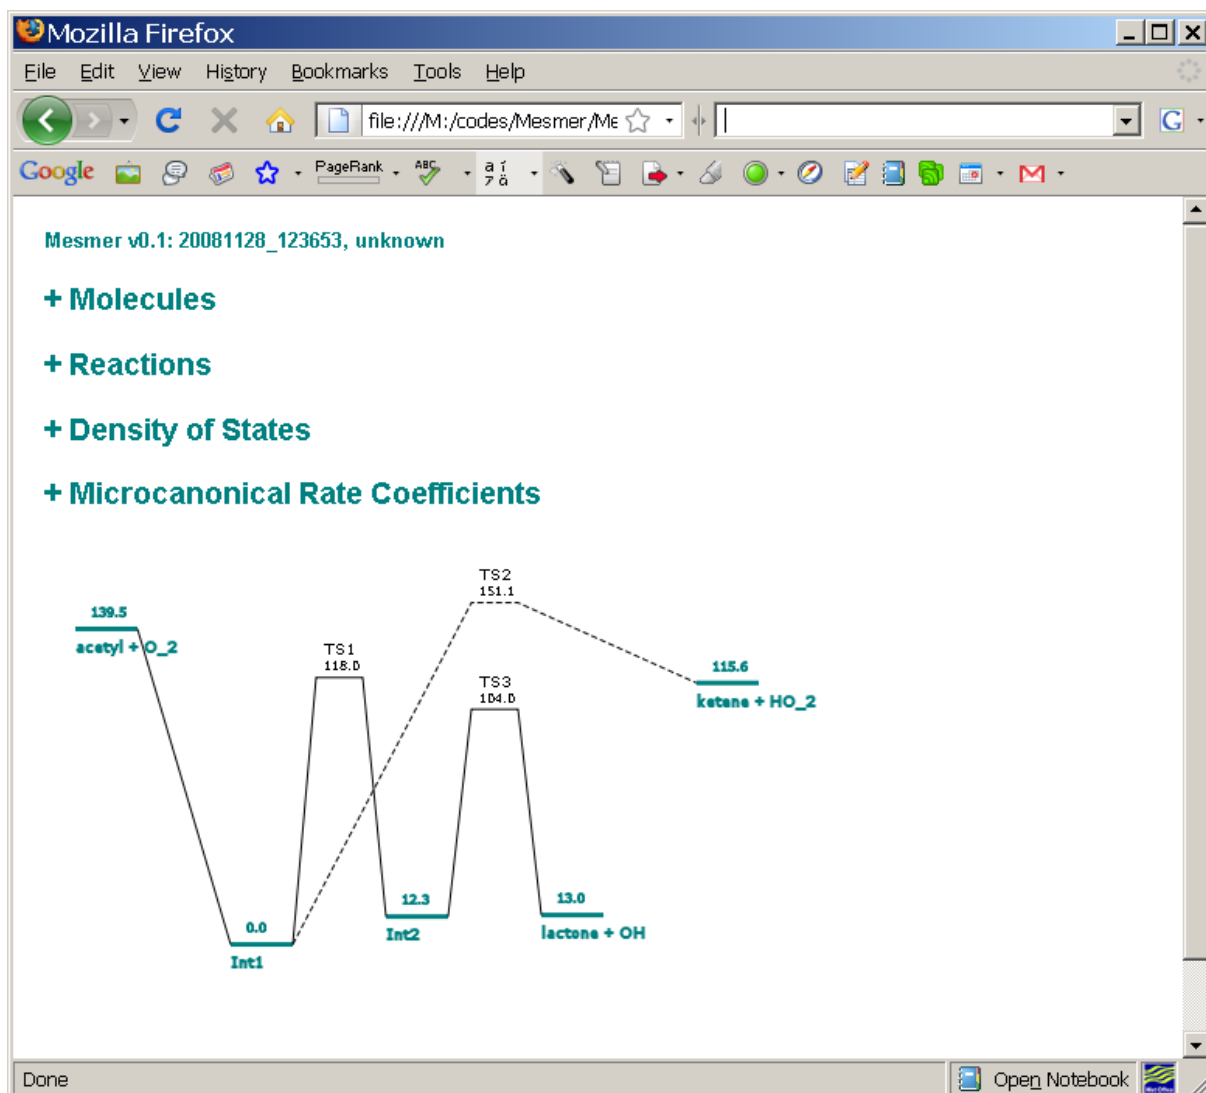 Mozilla Firefox
File Edit View History Bookmarks Tools Help
file:///M:/codes/Mesmer/Me
G
Google PageRank ABC
Mesmer v0.1: 20081128_123653, unknown
+ Molecules
+ Reactions
+ Density of States
+ Microcanonical Rate Coefficients
TS2
151.1
139.5
acetyl + O_2
TS1
118.0
115.6
ketene + HO_2
TS3
104.0
12.3
Int2
13.0
lactone + OH
0.0
Int1
Done
Open Notebook